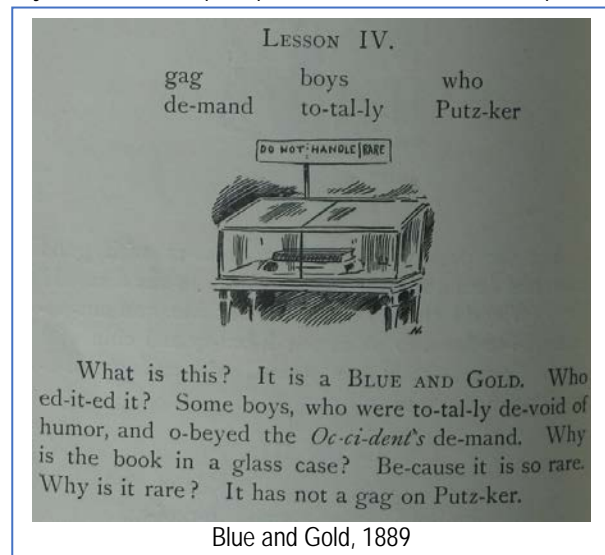 LESSON IV.
gag boys who
de-mand to-tal-ly Putz-ker
DO NOT HANDLE RARE
What is this? It is a BLUE AND GOLD. Who
ed-it-ed it? Some boys, who were to-tal-ly de-void of
humor, and o-beyed the Oc-ci-dent's de-mand. Why
is the book in a glass case? Be-cause it is so rare.
Why is it rare? It has not a gag on Putz-ker.
Blue and Gold, 1889